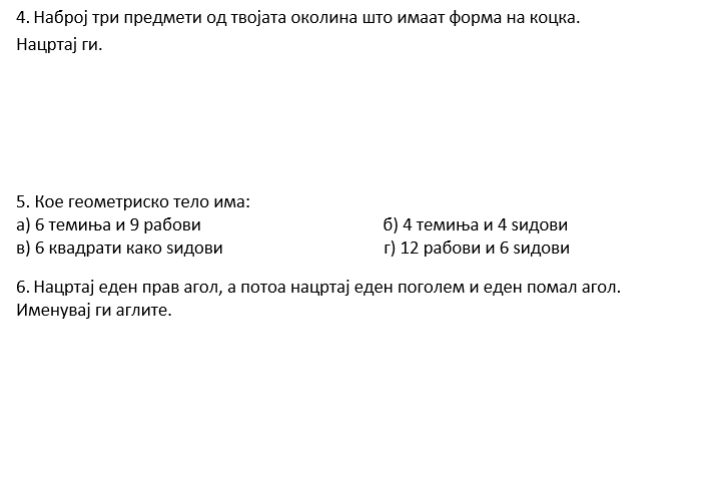 4. Наброј три предмети од твојата околина што имаат форма на коцка.
Нацртај ги.
5. Кое геометриско тело има:
а) 6 темиња и 9 рабови б) 4 темиња и 4 ѕидови
в) 6 квадрати како ѕидови г) 12 рабови и 6 ѕидови
6. Нацртај еден прав агол, а потоа нацртај еден поголем и еден помал агол.
Именувај ги аглите.